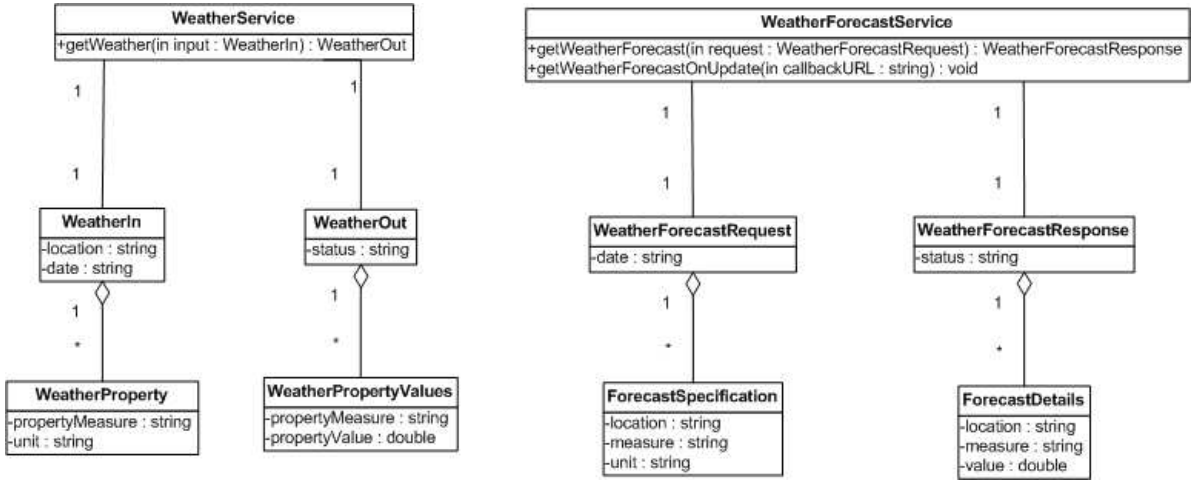 WeatherService
+getWeather(in input : WeatherIn) : WeatherOut
1
1
1
1
WeatherIn
-location : string
-date : string
WeatherOut
-status : string
1
*
1
*
WeatherProperty
-propertyMeasure : string
-unit : string
WeatherPropertyValues
-propertyMeasure : string
-propertyValue : double
WeatherForecastService
+getWeatherForecast(in request : WeatherForecastRequest) : WeatherForecastResponse
+getWeatherForecastOnUpdate(in callbackURL : string) : void
1
1
1
1
WeatherForecastRequest
-date : string
WeatherForecastResponse
-status : string
1
*
1
*
ForecastSpecification
-location : string
-measure : string
-unit : string
ForecastDetails
-location : string
-measure : string
-value : double